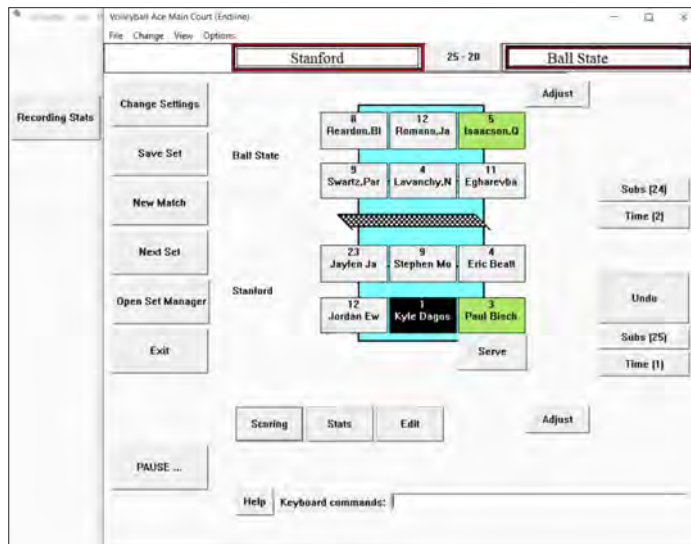 Volleyball Ace Main Court (Endline)
File Change View Options
Stanford 25 - 20 Ball State
Adjust
Recording Stats
Change Settings
Save Set
New Match
Next Set
Open Set Manager
Exit
PAUSE ...
Ball State
8 12 5
Reardon,Bl Romano,Ja Isaacson,Q
9 4 11
Swartz,Par Lavanchy,N Egharevba
Subs (24)
Time (2)
23 9 4
Jaylen Ja Stephen Mo Eric Beatt
Stanford
12 1 3
Jordan Ew Kyle Dagos Paul Bisch
Serve
Undo
Subs (25)
Time (1)
Scoring Stats Edit
Adjust
Help Keyboard commands: